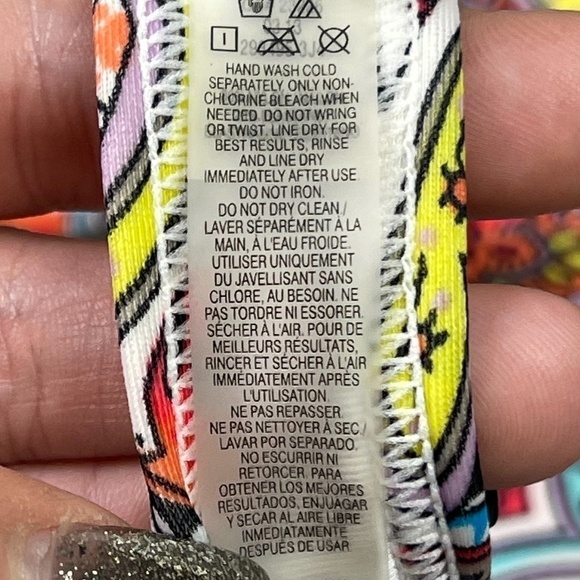 HAND WASH COLD
SEPARATELY, ONLY NON-
CHLORINE BLEACH WHEN
NEEDED. DO NOT WRING
OR TWIST. LINE DRY. FOR
BEST RESULTS, RINSE
AND LINE DRY
IMMEDIATELY AFTER USE.
DO NOT IRON.
DO NOT DRY CLEAN./
LAVER SÉPARÉMENT À LA
MAIN, À L'EAU FROIDE.
UTILISER UNIQUEMENT
DU JAVELLISANT SANS
CHLORE, AU BESOIN. NE
PAS TORDRE NI ESSORER.
SÉCHER À L'AIR. POUR DE
MEILLEURS RÉSULTATS,
RINCER ET SÉCHER À L'AIR
IMMÉDIATEMENT APRÈS
L'UTILISATION.
NE PAS REPASSER.
NE PAS NETTOYER À SEC./
LAVAR POR SEPARADO.
NO ESCURRIR NI
RETORCER. PARA
OBTENER LOS MEJORES
RESULTADOS, ENJUAGAR
Y SECAR AL AIRE LIBRE
INMEDIATAMENTE
DESPUÉS DE USAR